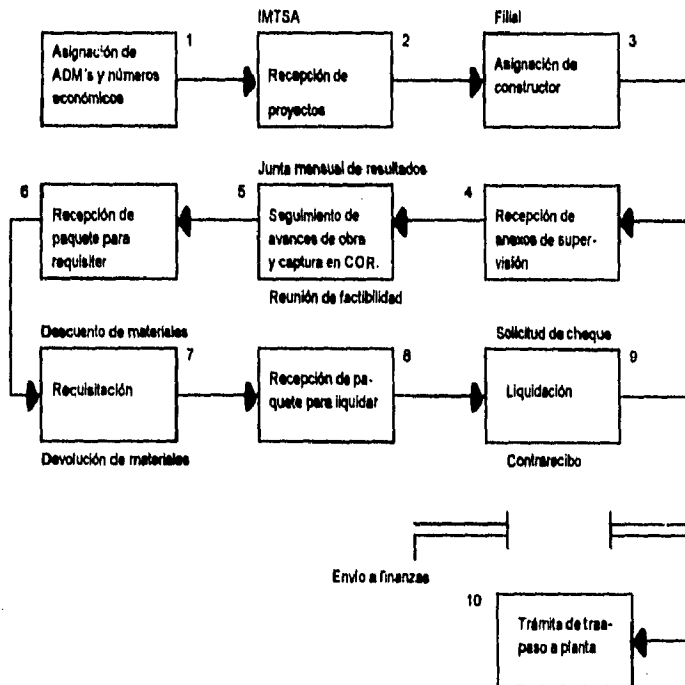 IMTSA
Filial
Asignación de
ADM's y números
económicos
1
Recepción de
proyectos
2
Asignación de
constructor
3
Junta mensual de resultados
6
Recepción de
paquete para
requisiter
5
Seguimiento de
avances de obra
y captura en COR.
4
Recepción de
anexos de super-
visión
Reunión de factibilidad
Descuento de materiales
Solicitud de cheque
Requisitación
7
Recepción de pa-
quete para liquidar
8
Liquidación
9
Devolución de materiales
Contrarecibo
Envío a finanzas
10
Trámita de tras-
paso a planta